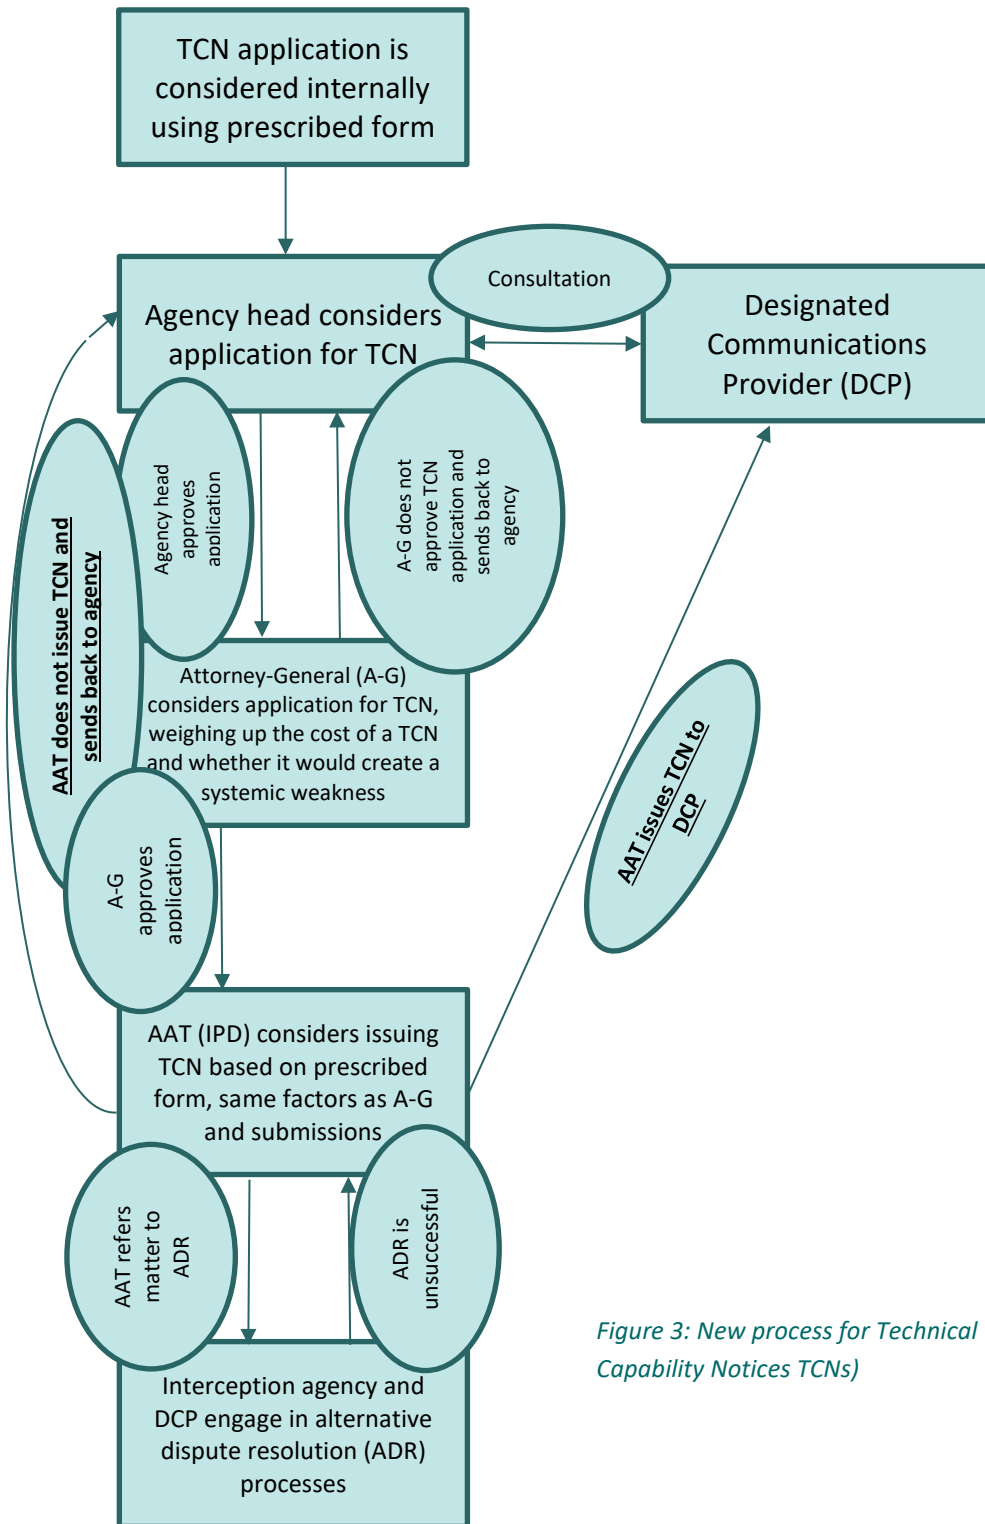 TCN application is
considered internally
using prescribed form
Consultation
Agency head considers
application for TCN
Designated
Communications
Provider (DCP)
Agency head
approves
application
A-G does not
approve TCN
application and
sends back to
agency
AAT does not issue TCN and
sends back to agency
Attorney-General (A-G)
considers application for TCN,
weighing up the cost of a TCN
and whether it would create a
systemic weakness
AAT issues TCN to
DCP
A-G
approves
application
AAT (IPD) considers issuing
TCN based on prescribed
form, same factors as A-G
and submissions
AAT refers
matter to
ADR
ADR is
unsuccessful
Interception agency and
DCP engage in alternative
dispute resolution (ADR)
processes
Figure 3: New process for Technical
Capability Notices TCNs)